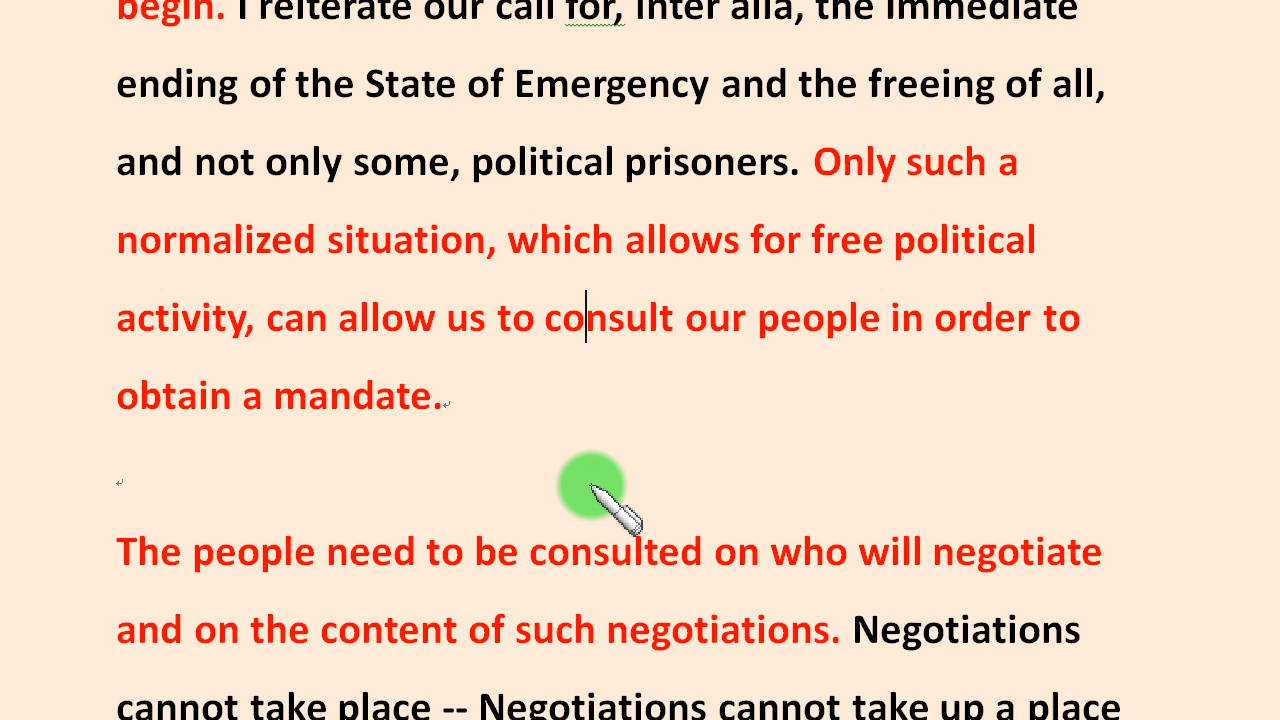 begin. I reiterate our call for, inter alia, the immediate
ending of the State of Emergency and the freeing of all,
and not only some, political prisoners. Only such a
normalized situation, which allows for free political
activity, can allow us to consult our people in order to
obtain a mandate.
The people need to be consulted on who will negotiate
and on the content of such negotiations. Negotiations
cannot take place -- Negotiations cannot take up a place